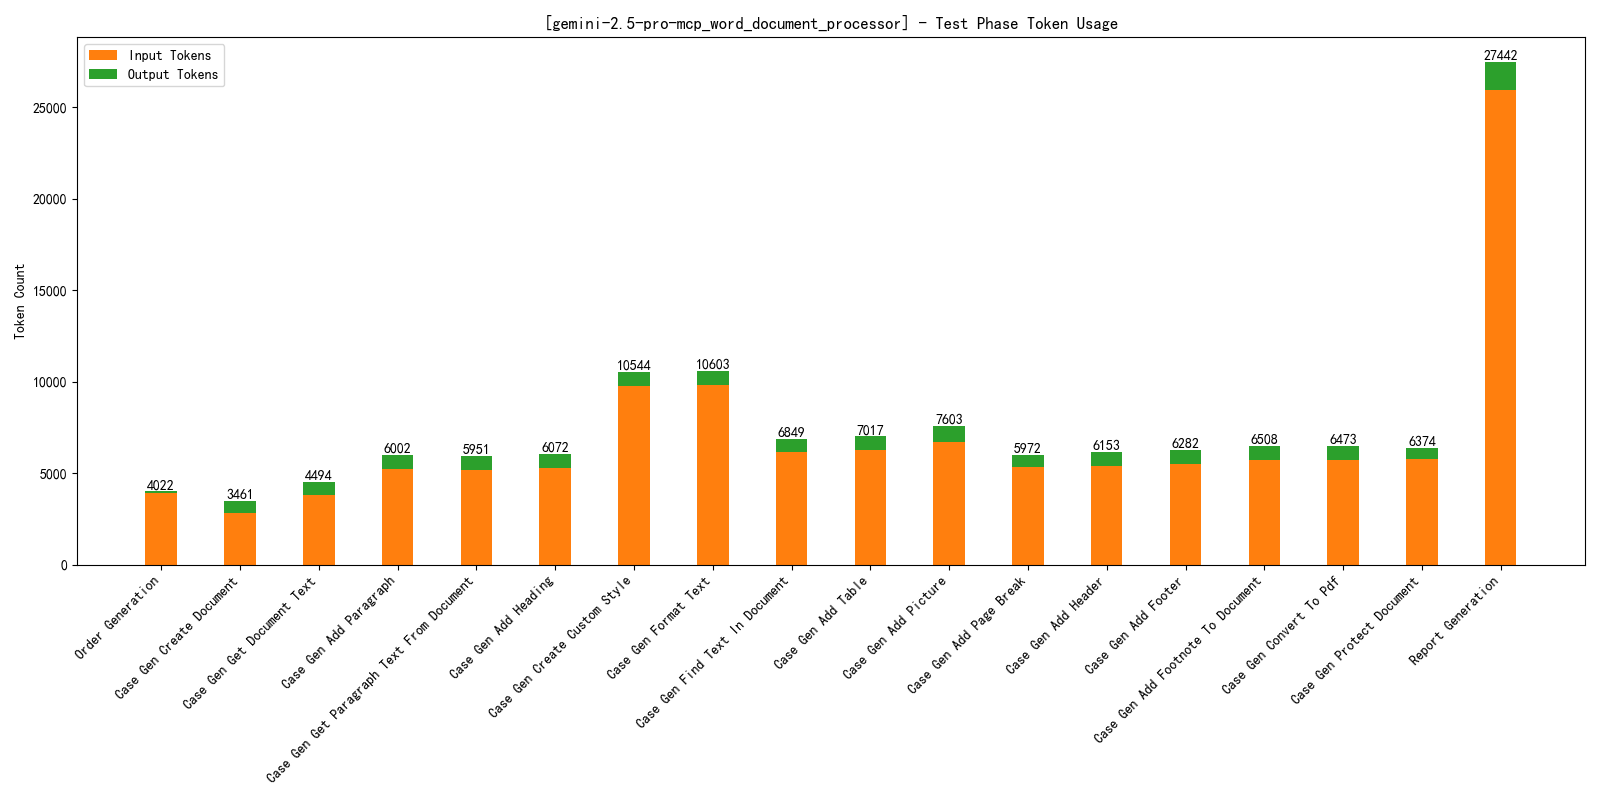 [gemini-2.5-pro-mcp_word_document_processor] - Test Phase Token Usage
Input Tokens
Output Tokens
Token Count
25000
20000
15000
10000
5000
0
4022
3461
4494
6002
5951
6072
10544
10603
6849
7017
7603
5972
6153
6282
6508
6473
6374
27442
Order Generation
Case Gen Create Document
Case Gen Get Document Text
Case Gen Add Paragraph
Case Gen Get Paragraph Text From Document
Case Gen Add Heading
Case Gen Create Custom Style
Case Gen Format Text
Case Gen Find Text In Document
Case Gen Add Table
Case Gen Add Picture
Case Gen Add Page Break
Case Gen Add Header
Case Gen Add Footer
Case Gen Add Footnote To Document
Case Gen Convert To Pdf
Case Gen Protect Document
Report Generation